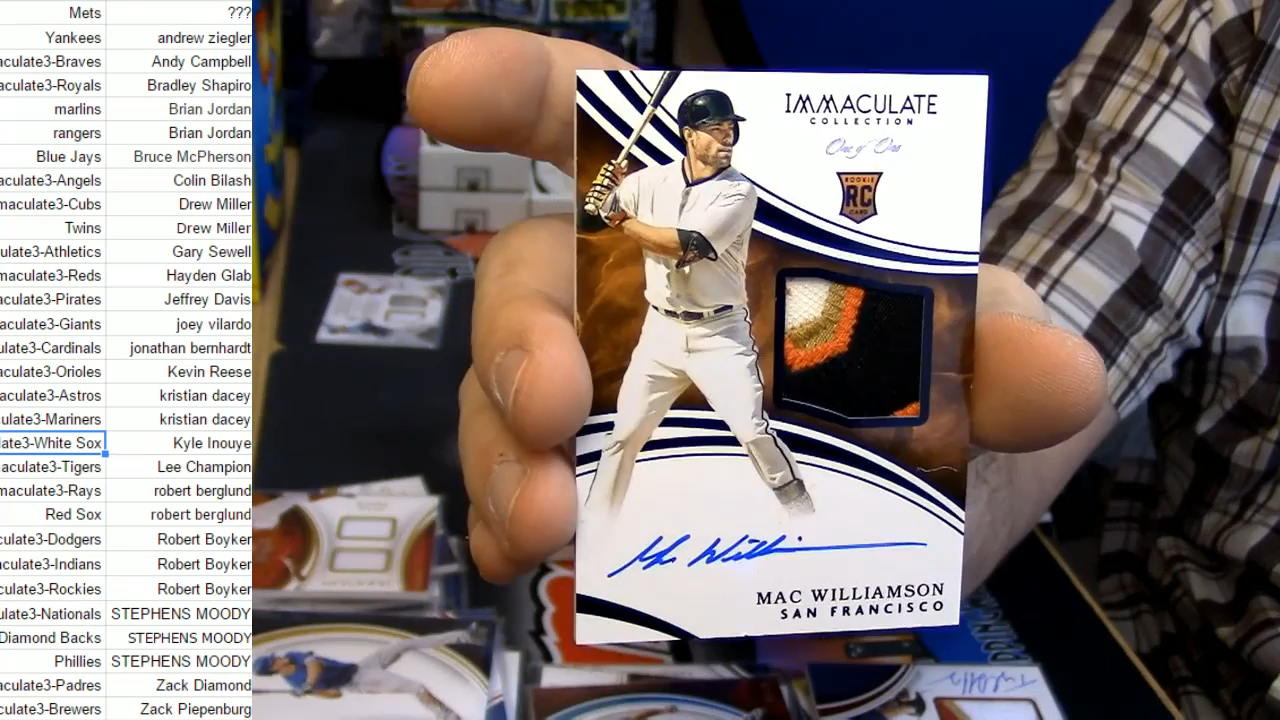 Mets ???
Yankees andrew ziegler
aculate3-Braves Andy Campbell
aculate3-Royals Bradley Shapiro
marlins Brian Jordan
rangers Brian Jordan
Blue Jays Bruce McPherson
aculate3-Angels Colin Bilash
maculate3-Cubs Drew Miller
Twins Drew Miller
ulate3-Athletics Gary Sewell
maculate3-Reds Hayden Glab
aculate3-Pirates Jeffrey Davis
aculate3-Giants joey vilardo
ulate3-Cardinals jonathan bernhardt
culate3-Orioles Kevin Reese
aculate3-Astros kristian dacey
culate3-Mariners kristian dacey
late3-White Sox Kyle Inouye
aculate3-Tigers Lee Champion
maculate3-Rays robert berglund
Red Sox robert berglund
culate3-Dodgers Robert Boyker
culate3-Indians Robert Boyker
culate3-Rockies Robert Boyker
ulate3-Nationals STEPHENS MOODY
Diamond Backs STEPHENS MOODY
Phillies STEPHENS MOODY
aculate3-Padres Zack Diamond
culate3-Brewers Zack Piepenburg
IMMACULATE
COLLECTION
One of One
ROOKIE
RC
CARD
Mac Willi
MAC WILLIAMSON
SAN FRANCISCO